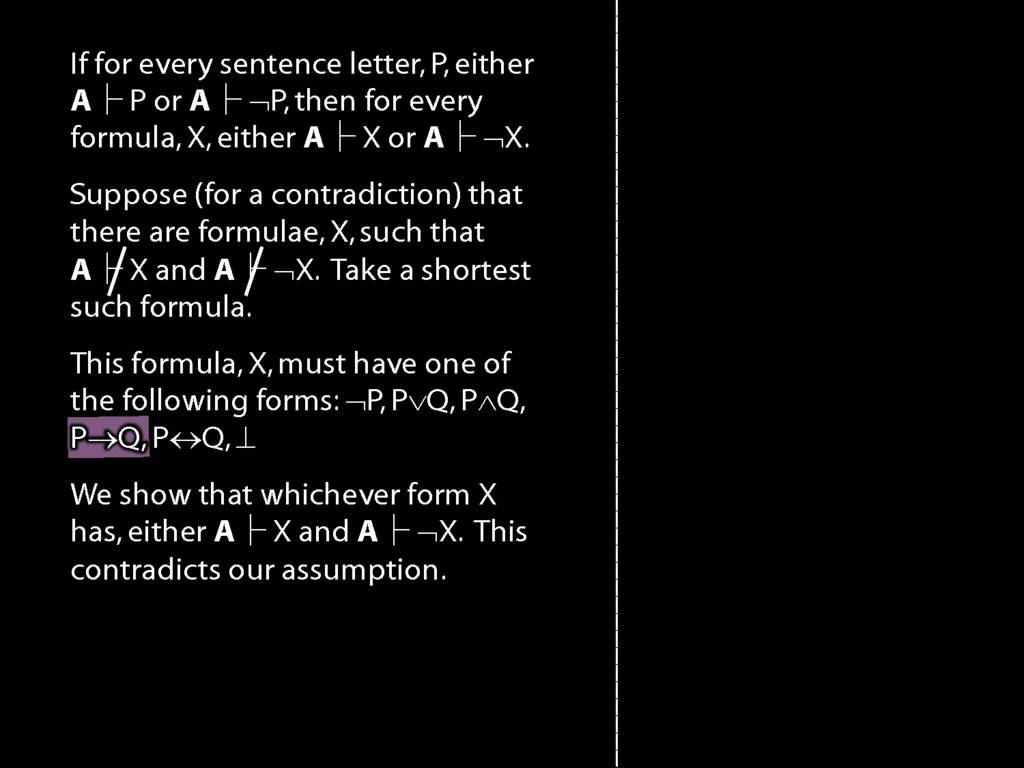 If for every sentence letter, P, either
A ⊢ P or A ⊢ ¬P, then for every
formula, X, either A ⊢ X or A ⊢ ¬X.
Suppose (for a contradiction) that
there are formulae, X, such that
A ⊬ X and A ⊬ ¬X. Take a shortest
such formula.
This formula, X, must have one of
the following forms: ¬P, P∨Q, P∧Q,
P→Q, P↔Q, ⊥
We show that whichever form X
has, either A ⊢ X and A ⊢ ¬X. This
contradicts our assumption.